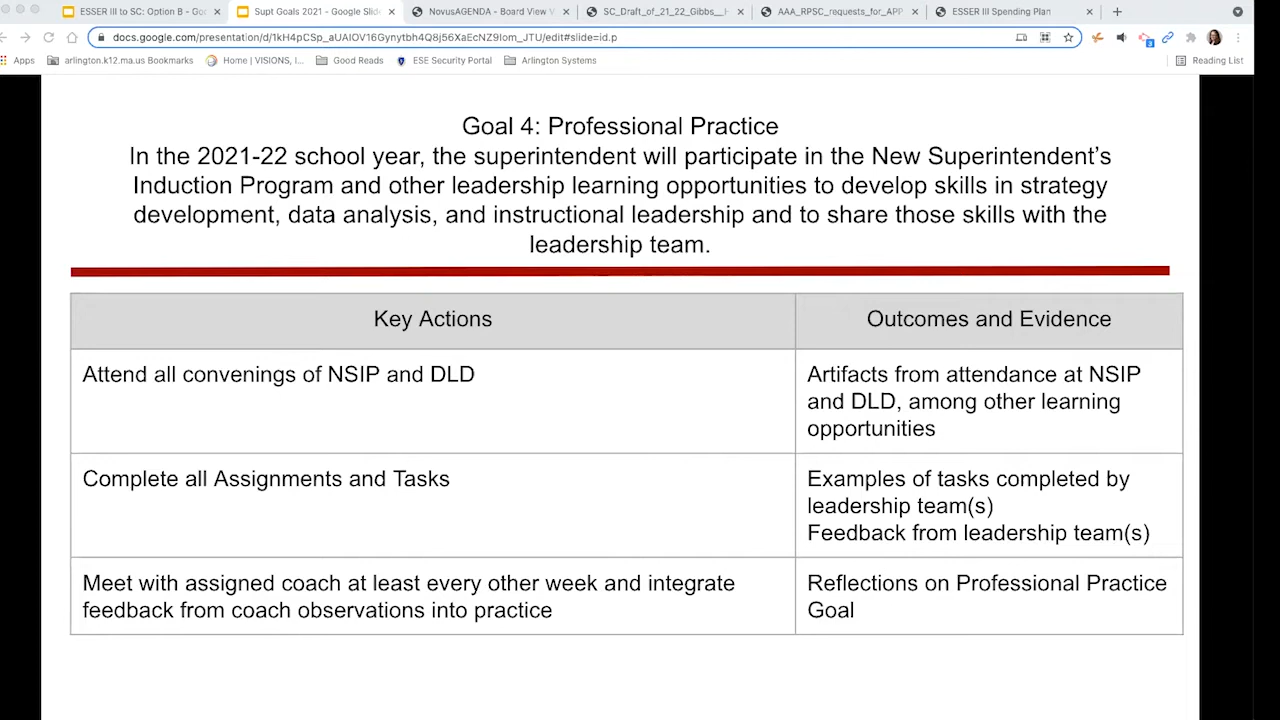 ESSER III to SC: Option B - Goo
Supt Goals 2021 - Google Slide
NovusAGENDA - Board View V
SC_Draft_of_21_22_Gibbs__H
AAA_RPSC_requests_for_APP
ESSER III Spending Plan
docs.google.com/presentation/d/1kH4pCSp_aUAIOV16Gynytbh4Q8j56XaEcNZ9Iom_JTU/edit#slide=id.p
Apps
arlington.k12.ma.us Bookmarks
Home | VISIONS, I...
Good Reads
ESE Security Portal
Arlington Systems
Reading List
Goal 4: Professional Practice
In the 2021-22 school year, the superintendent will participate in the New Superintendent's
Induction Program and other leadership learning opportunities to develop skills in strategy
development, data analysis, and instructional leadership and to share those skills with the
leadership team.
Key Actions
Outcomes and Evidence
Attend all convenings of NSIP and DLD
Artifacts from attendance at NSIP
and DLD, among other learning
opportunities
Complete all Assignments and Tasks
Examples of tasks completed by
leadership team(s)
Feedback from leadership team(s)
Meet with assigned coach at least every other week and integrate
feedback from coach observations into practice
Reflections on Professional Practice
Goal